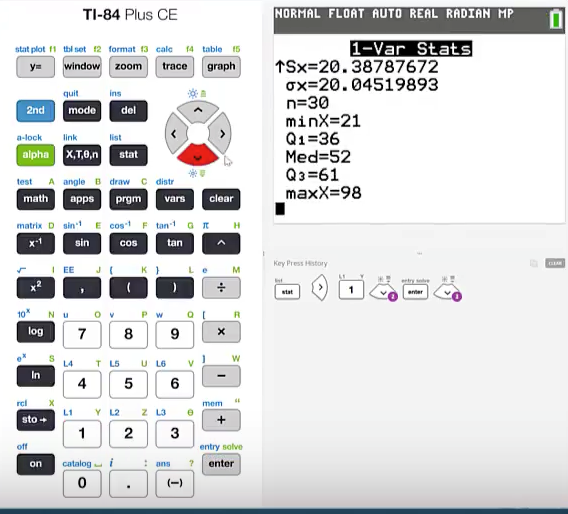 TI-84 Plus CE
stat plot f1 tbl set f2 format f3 calc f4 table f5
y= window zoom trace graph
quit ins
2nd mode del
a-lock link list
alpha X,T,θ,n stat
test A angle B draw C distr
math apps prgm vars clear
matrix D sin⁻¹ E cos⁻¹ F tan⁻¹ G π H
x⁻¹ sin cos tan ^
√ I EE J { K } L e M
x² , ( ) ÷
10ˣ N u O v P w Q [ R
log 7 8 9 ×
eˣ S L4 T L5 U L6 V ] W
ln 4 5 6 −
rcl X L1 Y L2 Z L3 θ mem "
sto→ 1 2 3 +
off catalog ⎵ i : ans ? entry solve
on 0 . (−) enter
NORMAL FLOAT AUTO REAL RADIAN MP
1-Var Stats
↑Sx=20.38787672
σx=20.04519893
n=30
minX=21
Q₁=36
Med=52
Q₃=61
maxX=98
Key Press History
CLEAR
list L1 Y entry solve
stat > 1 enter